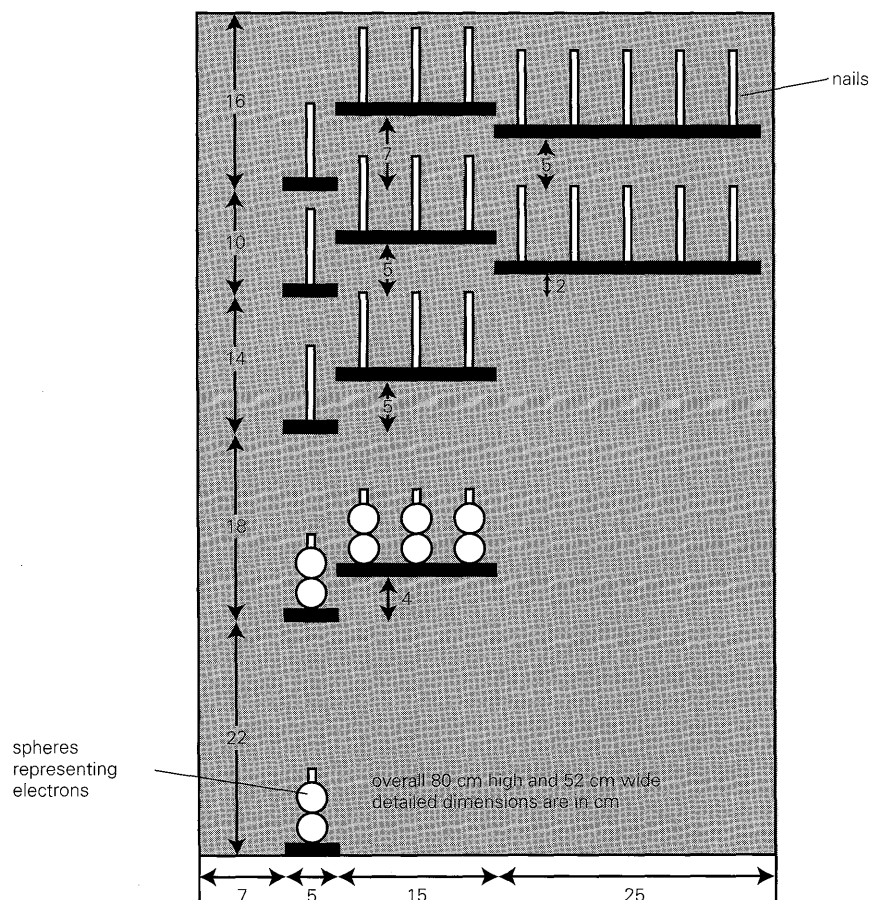 16
nails
7
5
10
5
2
14
5
18
4
22
spheres
representing
electrons
overall 80 cm high and 52 cm wide
detailed dimensions are in cm
7 5 15 25